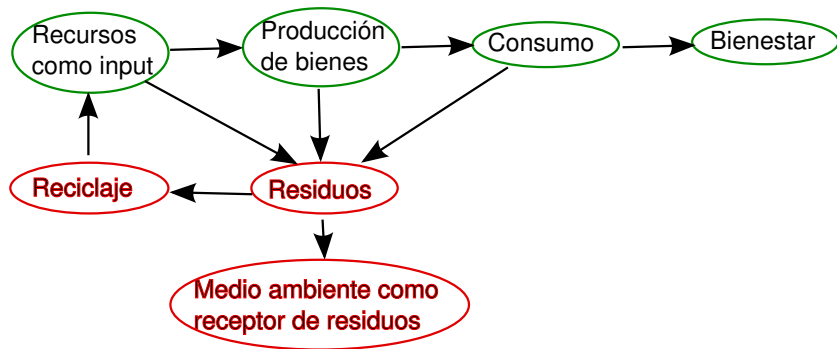 Recursos
como input
Producción
de bienes
Consumo
Bienestar
Reciclaje
Residuos
Medio ambiente como
receptor de residuos